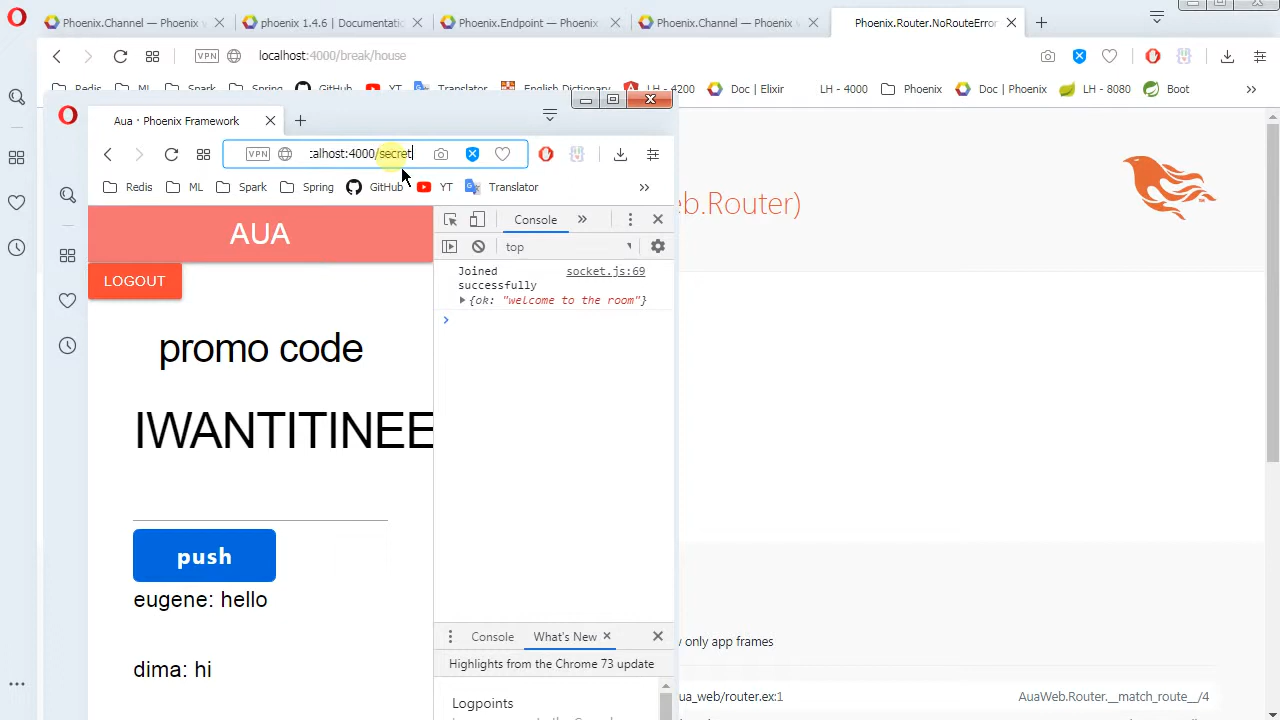 Phoenix.Channel — Phoenix v
phoenix 1.4.6 | Documentatio
Phoenix.Endpoint — Phoenix
Phoenix.Channel — Phoenix v
Phoenix.Router.NoRouteError
VPN localhost:4000/break/house
Redis ML Spark Spring GitHub YT Translator English Dictionary LH - 4200 Doc | Elixir LH - 4000 Phoenix Doc | Phoenix LH - 8080 Boot
Aua · Phoenix Framework
VPN :alhost:4000/secret
Redis ML Spark Spring GitHub YT Translator
eb.Router)
AUA
Console
top
LOGOUT
Joined socket.js:69
successfully
{ok: "welcome to the room"}
promo code
IWANTITINEE
push
eugene: hello
dima: hi
Console What's New
Highlights from the Chrome 73 update
Logpoints
w only app frames
ua_web/router.ex:1 AuaWeb.Router.__match_route__/4